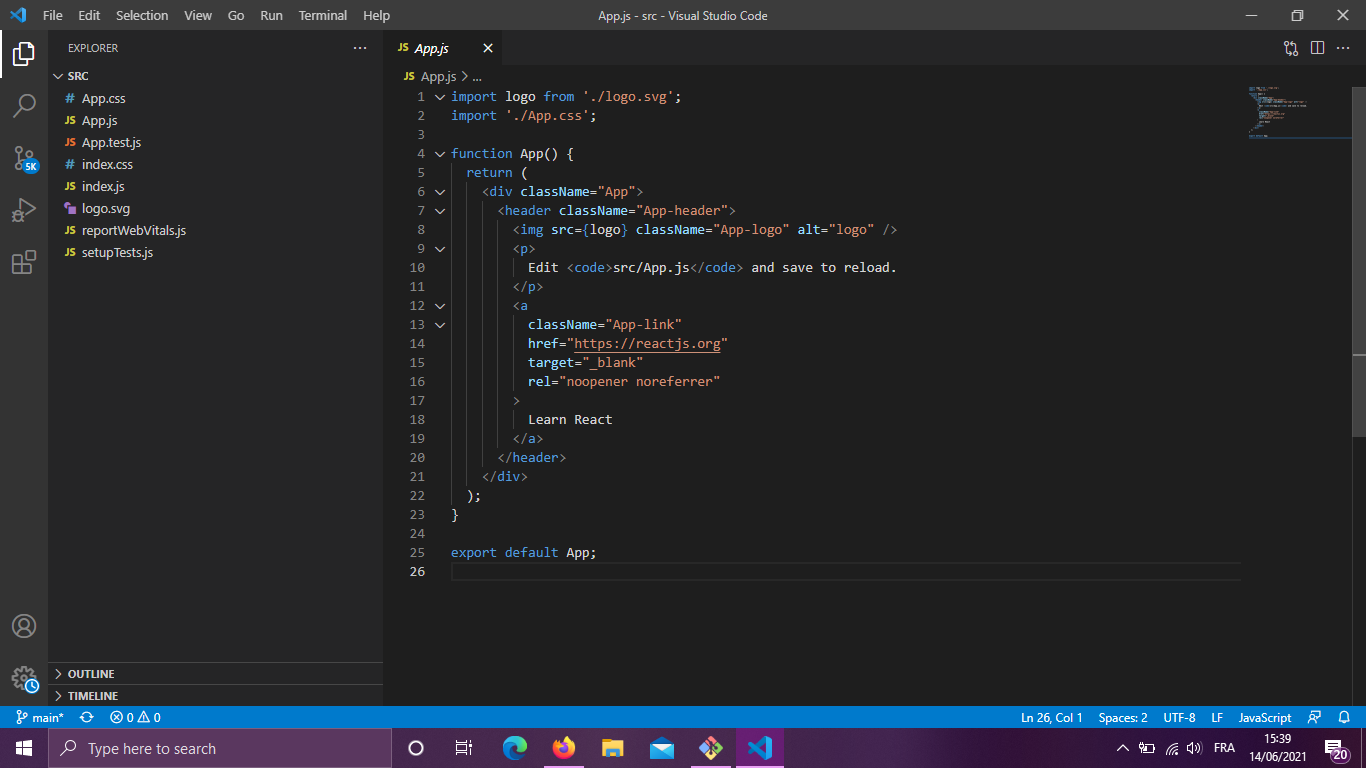 File Edit Selection View Go Run Terminal Help
App.js - src - Visual Studio Code
EXPLORER
SRC
# App.css
JS App.js
JS App.test.js
# index.css
JS index.js
logo.svg
JS reportWebVitals.js
JS setupTests.js
5K
OUTLINE
TIMELINE
JS App.js
JS App.js > ...
1 import logo from './logo.svg';
2 import './App.css';
3
4 function App() {
5 return (
6 <div className="App">
7 <header className="App-header">
8 <img src={logo} className="App-logo" alt="logo" />
9 <p>
10 Edit <code>src/App.js</code> and save to reload.
11 </p>
12 <a
13 className="App-link"
14 href="https://reactjs.org"
15 target="_blank"
16 rel="noopener noreferrer"
17 >
18 Learn React
19 </a>
20 </header>
21 </div>
22 );
23 }
24
25 export default App;
26
main* 0 0
Ln 26, Col 1 Spaces: 2 UTF-8 LF JavaScript
Type here to search
FRA
15:39
14/06/2021
20